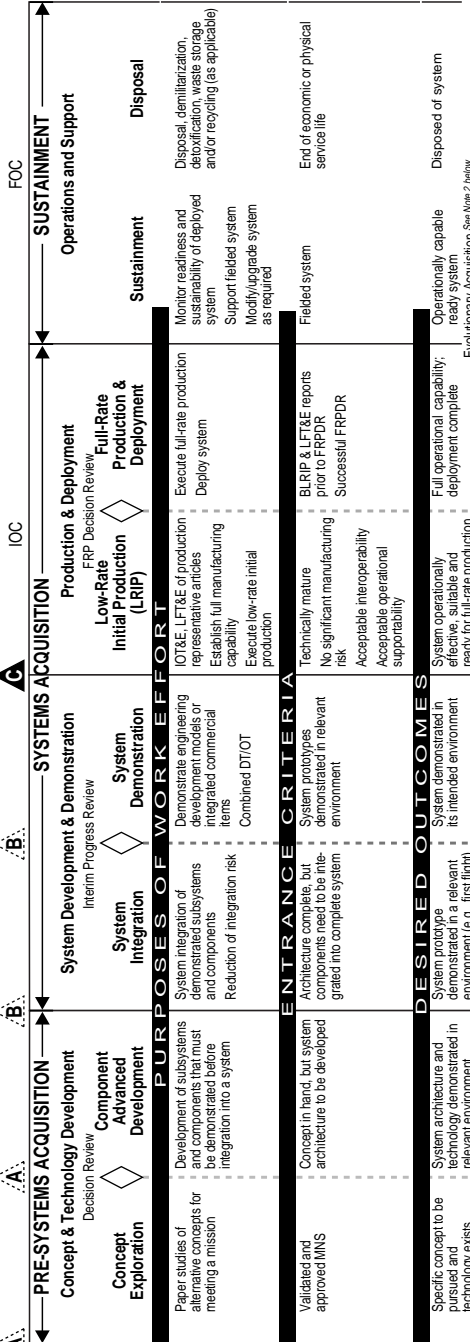 A
A
B
B
C
IOC
FOC
PRE-SYSTEMS ACQUISITION
SYSTEMS ACQUISITION
SUSTAINMENT
Concept & Technology Development
System Development & Demonstration
Production & Deployment
Operations and Support
Decision Review
Interim Progress Review
FRP Decision Review
Concept
Exploration
Component
Advanced
Development
System
Integration
System
Demonstration
Low-Rate
Initial Production
(LRIP)
Full-Rate
Production &
Deployment
Sustainment
Disposal
PURPOSES OF WORK EFFORT
Paper studies of
alternative concepts for
meeting a mission
Development of subsystems
and components that must
be demonstrated before
integration into a system
System integration of
demonstrated subsystems
and components
Reduction of integration risk
Demonstrate engineering
development models or
integrated commercial
items
Combined DT/OT
IOT&E, LFT&E of production
representative articles
Establish full manufacturing
capability
Execute low-rate initial
production
Execute full-rate production
Deploy system
Monitor readiness and
sustainability of deployed
system
Support fielded system
Modify/upgrade system
as required
Disposal, demilitarization,
detoxification, waste storage
and/or recycling (as applicable)
ENTRANCE CRITERIA
Validated and
approved MNS
Concept in hand, but system
architecture to be developed
Architecture complete, but
components need to be inte-
grated into complete system
System prototypes
demonstrated in relevant
environment
Technically mature
No significant manufacturing
risk
Acceptable interoperability
Acceptable operational
supportability
BLRIP & LFT&E reports
prior to FRPDR
Successful FRPDR
Fielded system
End of economic or physical
service life
DESIRED OUTCOMES
Specific concept to be
pursued and
technology exists
System architecture and
technology demonstrated in
relevant environment
System prototype
demonstrated in a relevant
environment (e.g., first flight)
System demonstrated in
its intended environment
System operationally
effective, suitable and
ready for full-rate production
Full operational capability;
deployment complete
Operationally capable
ready system
Evolutionary Acquisition See Note 2 below
Disposed of system